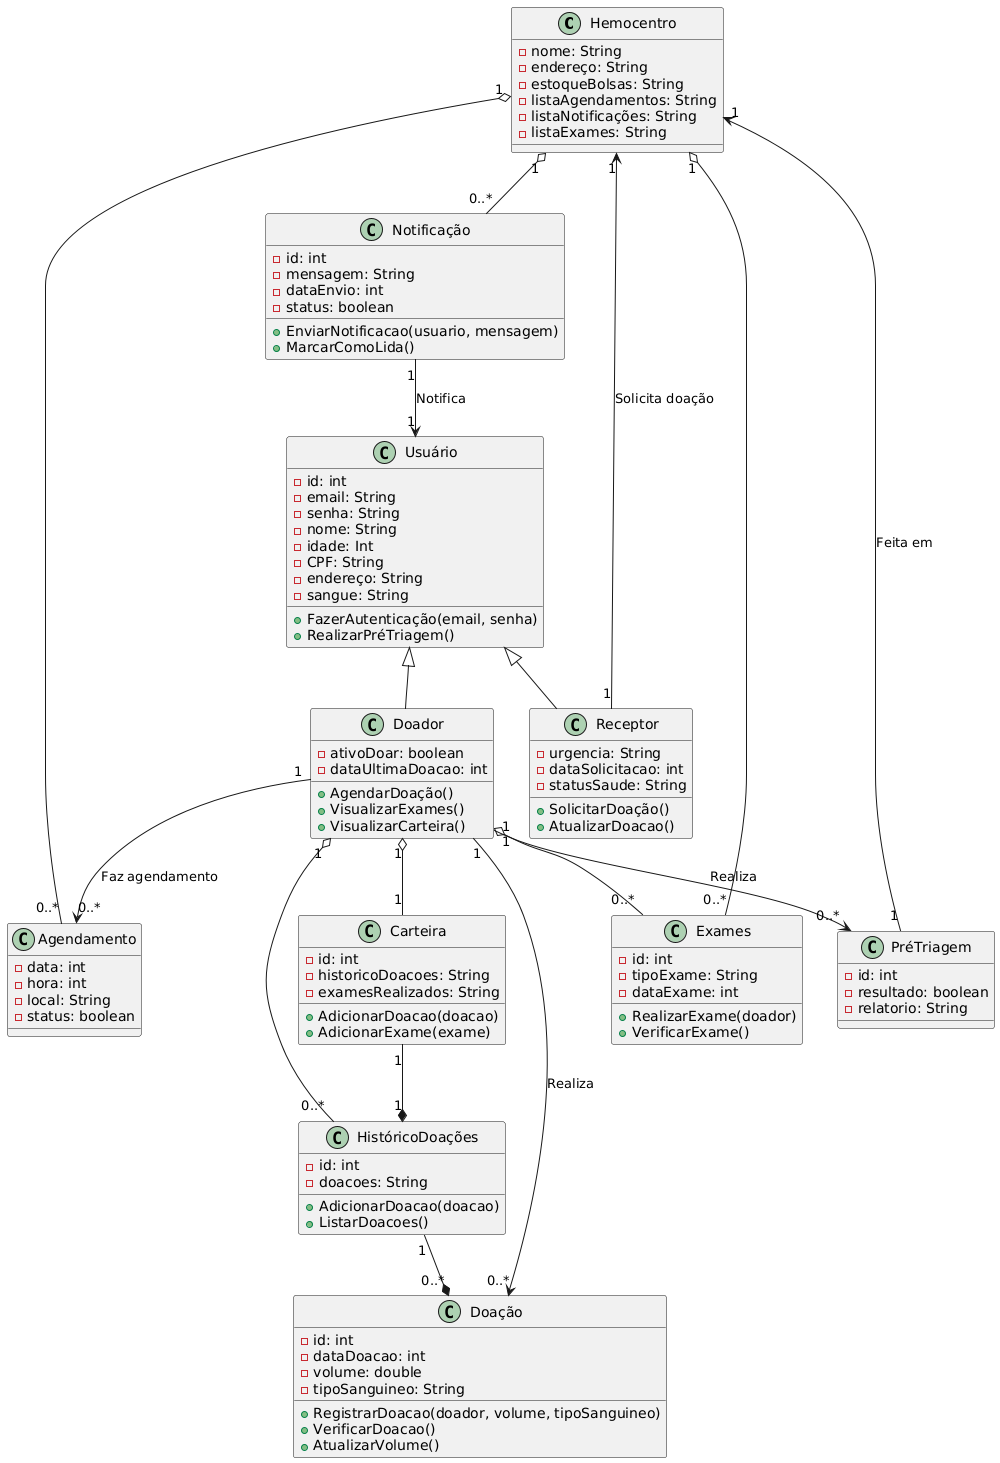 C Hemocentro
nome: String
endereço: String
estoqueBolsas: String
listaAgendamentos: String
listaNotificações: String
listaExames: String
1
1
1
1
1
0..*
C Notificação
id: int
mensagem: String
dataEnvio: int
status: boolean
EnviarNotificacao(usuario, mensagem)
MarcarComoLida()
1
Notifica
1
Solicita doação
Feita em
C Usuário
id: int
email: String
senha: String
nome: String
idade: Int
CPF: String
endereço: String
sangue: String
FazerAutenticação(email, senha)
RealizarPréTriagem()
1
C Doador
ativoDoar: boolean
dataUltimaDoacao: int
AgendarDoação()
VisualizarExames()
VisualizarCarteira()
C Receptor
urgencia: String
dataSolicitacao: int
statusSaude: String
SolicitarDoação()
AtualizarDoacao()
1
1
1
1
1
1
Faz agendamento
Realiza
0..*
0..*
1
0..*
0..*
0..*
1
C Agendamento
data: int
hora: int
local: String
status: boolean
C Carteira
id: int
historicoDoacoes: String
examesRealizados: String
AdicionarDoacao(doacao)
AdicionarExame(exame)
C Exames
id: int
tipoExame: String
dataExame: int
RealizarExame(doador)
VerificarExame()
C PréTriagem
id: int
resultado: boolean
relatorio: String
1
Realiza
0..*
1
C HistóricoDoações
id: int
doacoes: String
AdicionarDoacao(doacao)
ListarDoacoes()
1
0..*
0..*
C Doação
id: int
dataDoacao: int
volume: double
tipoSanguineo: String
RegistrarDoacao(doador, volume, tipoSanguineo)
VerificarDoacao()
AtualizarVolume()